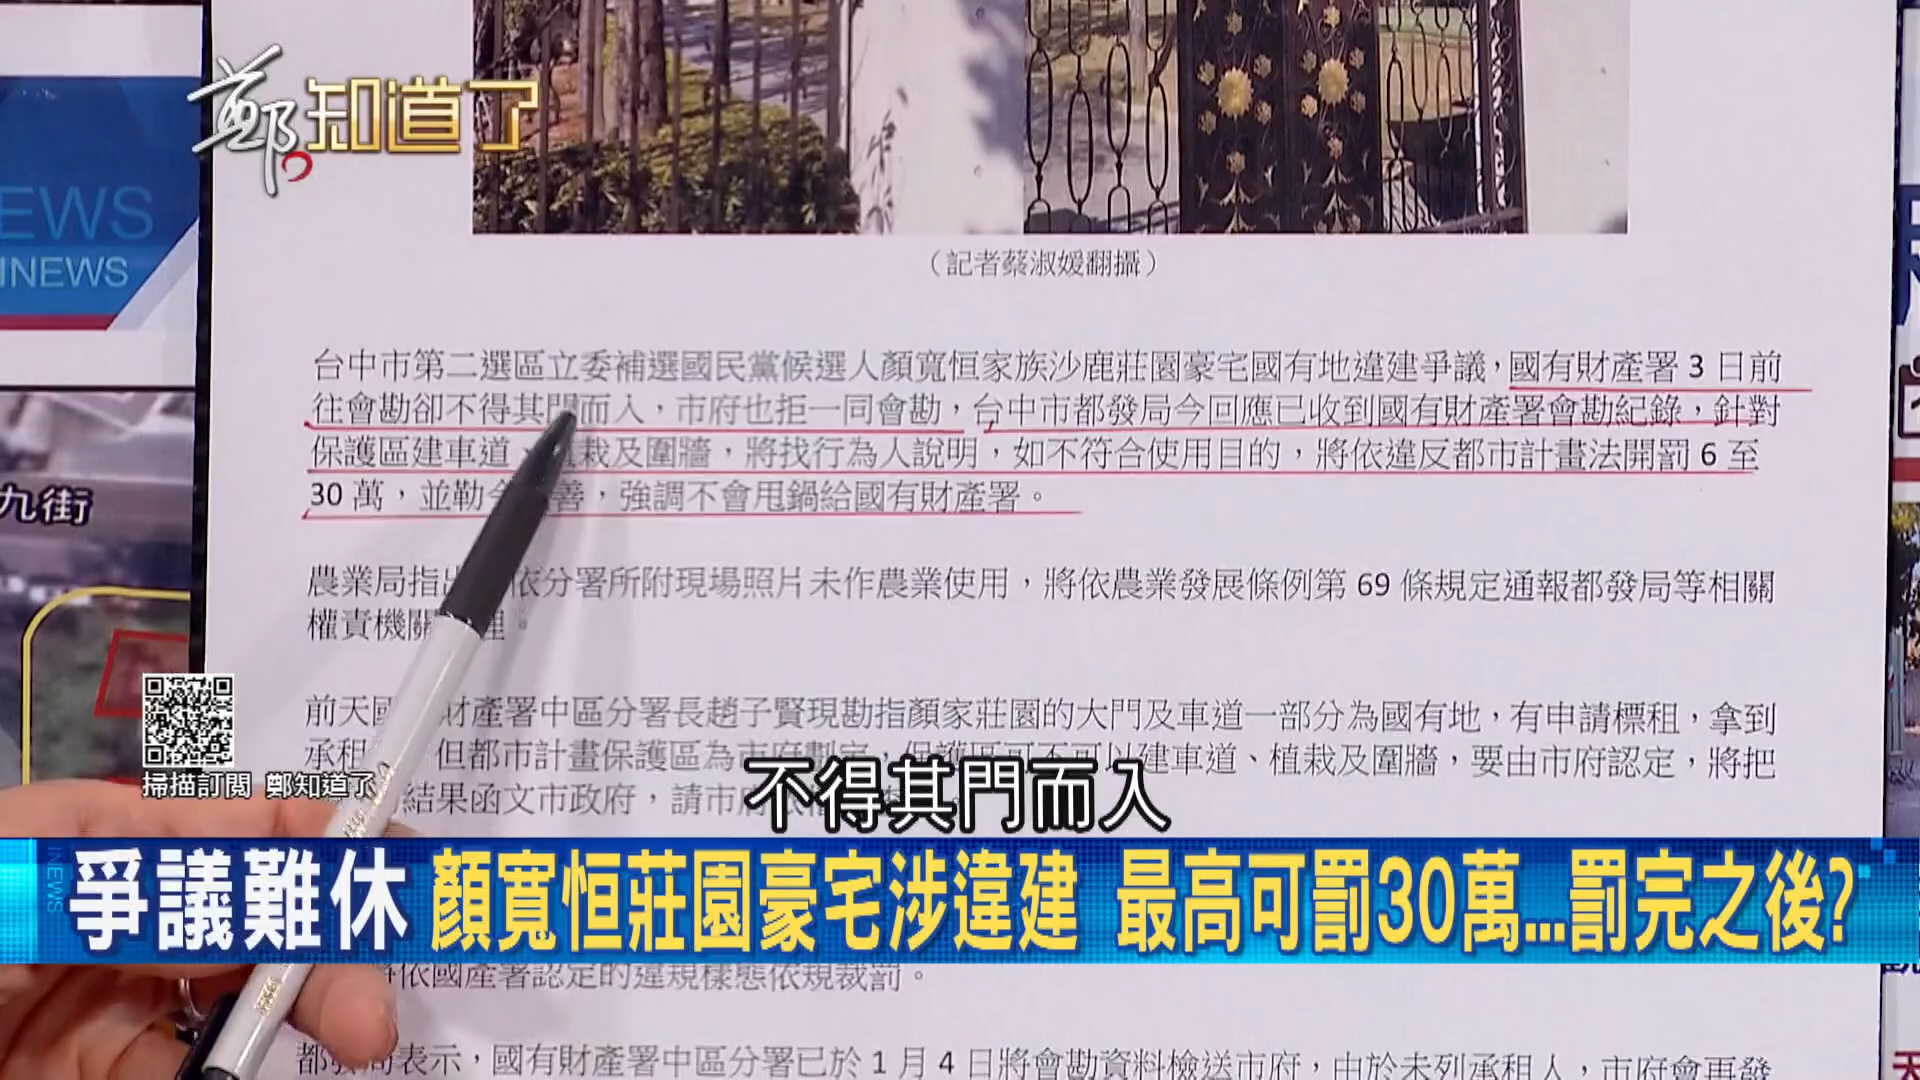 鄭知道了
EWS
INEWS
（記者蔡淑媛翻攝）
台中市第二選區立委補選國民黨候選人顏寬恒家族沙鹿莊園豪宅國有地違建爭議，國有財產署 3 日前
往會勘卻不得其門而入，市府也拒一同會勘，台中市都發局今回應已收到國有財產署會勘紀錄，針對
保護區建車道、植栽及圍牆，將找行為人說明，如不符合使用目的，將依違反都市計畫法開罰 6 至
30 萬，並勒令 善，強調不會甩鍋給國有財產署。
九街
農業局指出 依分署所附現場照片未作農業使用，將依農業發展條例第 69 條規定通報都發局等相關
權責機關 理。
前天國 財產署中區分署長趙子賢現勘指顏家莊園的大門及車道一部分為國有地，有申請標租，拿到
承租 但都市計畫保護區為市府劃定，保護區可不可以建車道、植栽及圍牆，要由市府認定，將把
結果函文市政府，請市府
掃描訂閱 鄭知道了
不得其門而入
INEWS
爭議難休 顏寬恒莊園豪宅涉違建 最高可罰30萬...罰完之後?
將依國產署認定的違規樣態依規裁罰。
都發局表示，國有財產署中區分署已於 1 月 4 日將會勘資料檢送市府，由於未列承租人，市府會再發